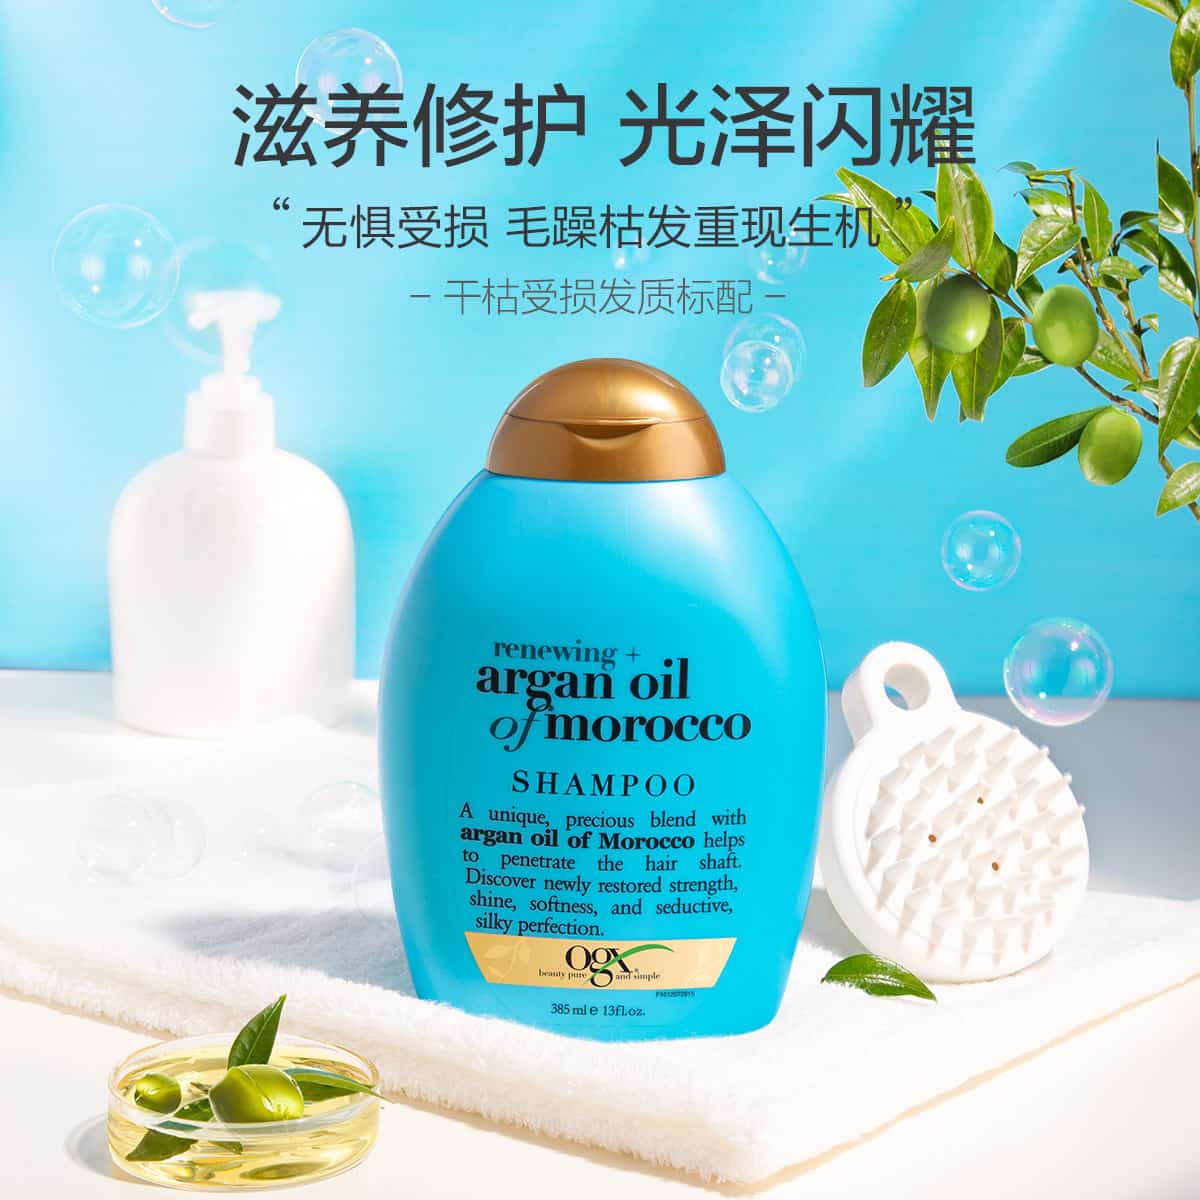 滋养修护 光泽闪耀
“无惧受损 毛躁枯发重现生机”
- 干枯受损发质标配 -
renewing +
argan oil
of morocco
SHAMPOO
A unique, precious blend with
argan oil of Morocco helps
to penetrate the hair shaft.
Discover newly restored strength,
shine, softness, and seductive,
silky perfection.
ogx®
beauty pure and simple
385 ml e 13fl.oz.